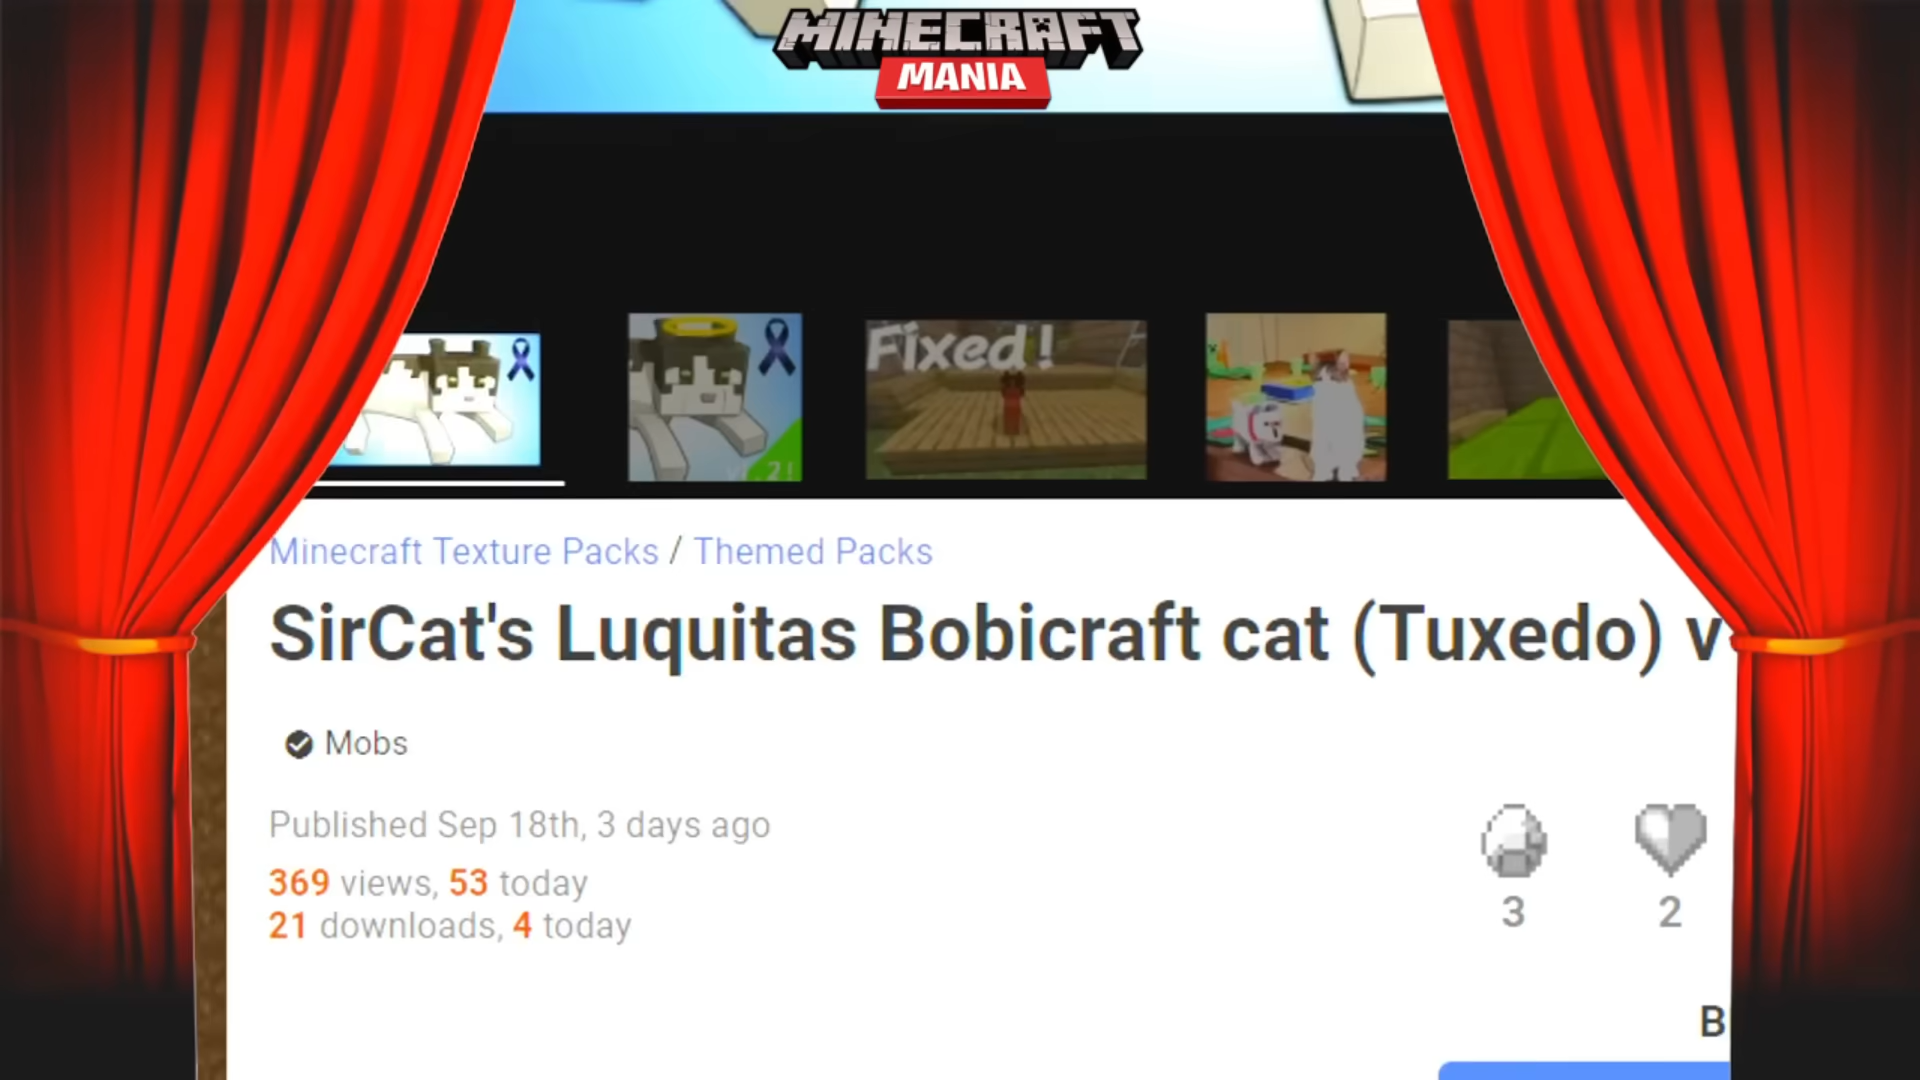 MINECRAFT
MANIA
Fixed!
Minecraft Texture Packs / Themed Packs
SirCat's Luquitas Bobicraft cat (Tuxedo) v
Mobs
Published Sep 18th, 3 days ago
369 views, 53 today
21 downloads, 4 today
3
2
B